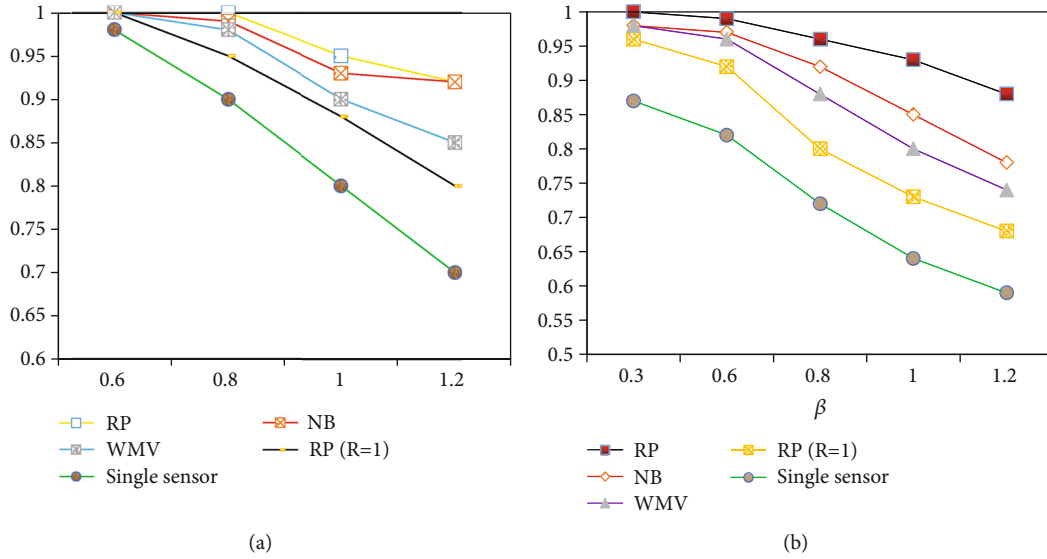 1
0.95
0.9
0.85
0.8
0.75
0.7
0.65
0.6
0.6 0.8 1 1.2
RP NB
WMV RP (R=1)
Single sensor
(a)
1
0.95
0.9
0.85
0.8
0.75
0.7
0.65
0.6
0.55
0.5
0.3 0.6 0.8 1 1.2
β
RP RP (R=1)
NB Single sensor
WMV
(b)